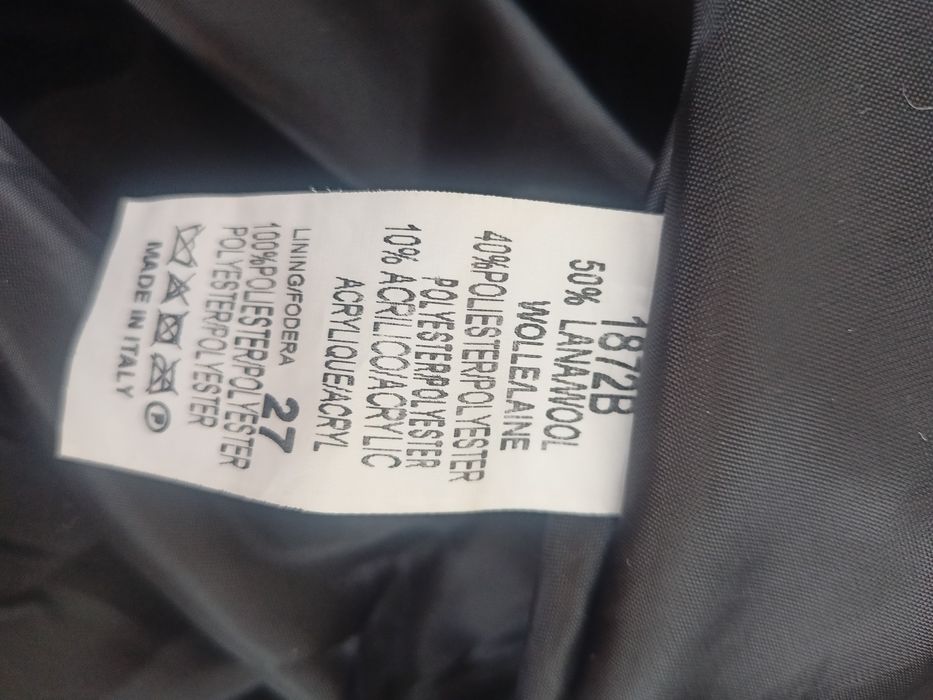 1872B
50% LANA/WOOL
WOLLE/LAINE
40%POLIESTER/POLYESTER
POLYESTER/POLYESTER
10% ACRILICO/ACRYLIC
ACRYLIQUE/ACRYL
27
LINING/FODERA
100%POLIESTER/POLYESTER
POLYESTER/POLYESTER
P
MADE IN ITALY